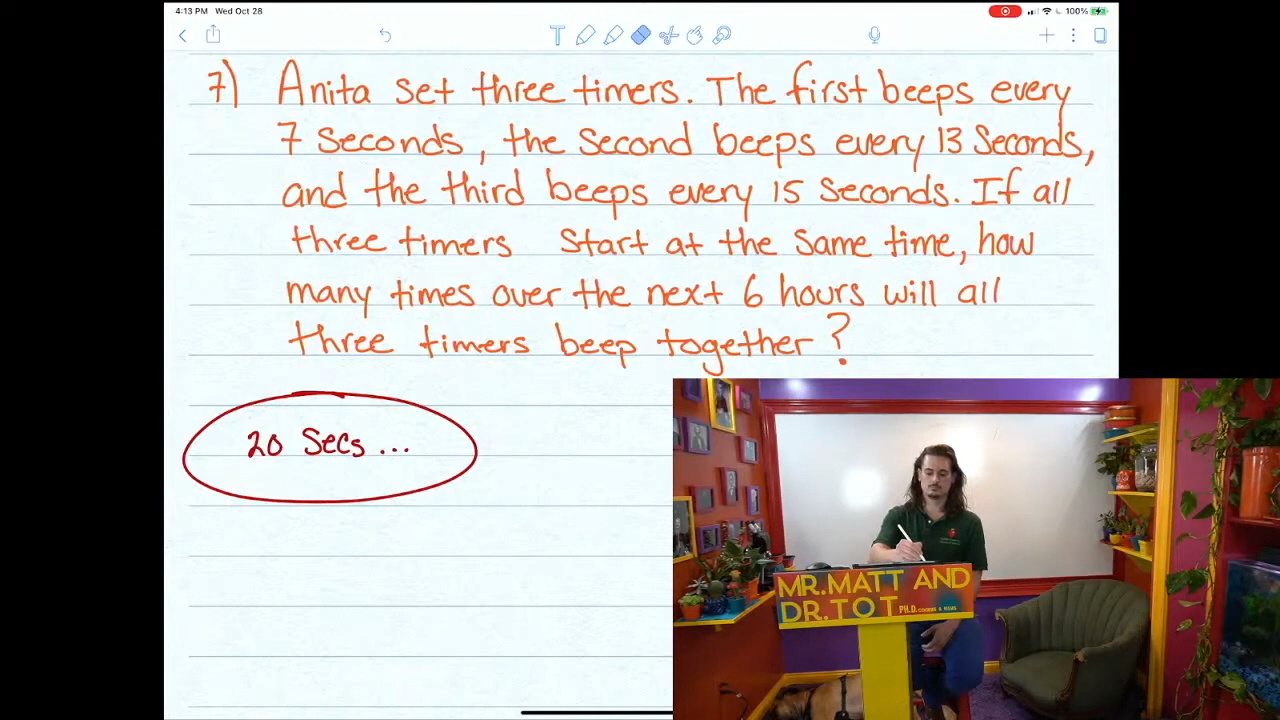 4:13 PM Wed Oct 28
100%
T
7) Anita set three timers. The first beeps every
7 seconds, the second beeps every 13 seconds,
and the third beeps every 15 seconds. If all
three timers start at the same time, how
many times over the next 6 hours will all
three timers beep together?
20 Secs ...
MR.MATT AND
DR.TOT PH.D. COOKIES & NAPS